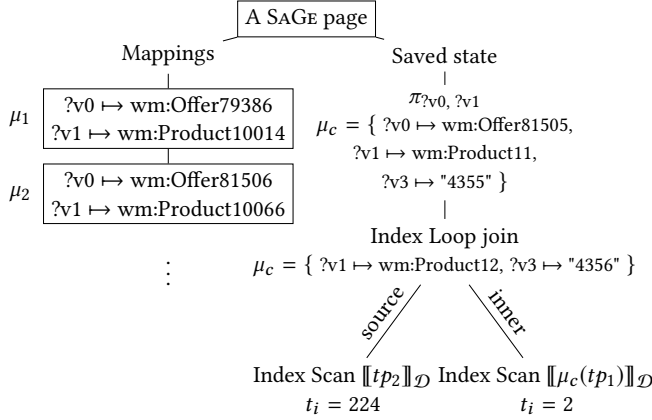 A SAGE page
Mappings
μ₁
?v0 ↦ wm:Offer79386
?v1 ↦ wm:Product10014
μ₂
?v0 ↦ wm:Offer81506
?v1 ↦ wm:Product10066
⋮
Saved state
π?v0, ?v1
μc = { ?v0 ↦ wm:Offer81505,
?v1 ↦ wm:Product11,
?v3 ↦ "4355" }
Index Loop join
μc = { ?v1 ↦ wm:Product12, ?v3 ↦ "4356" }
source
inner
Index Scan ⟦tp₂⟧𝒟
tᵢ = 224
Index Scan ⟦μc(tp₁)⟧𝒟
tᵢ = 2